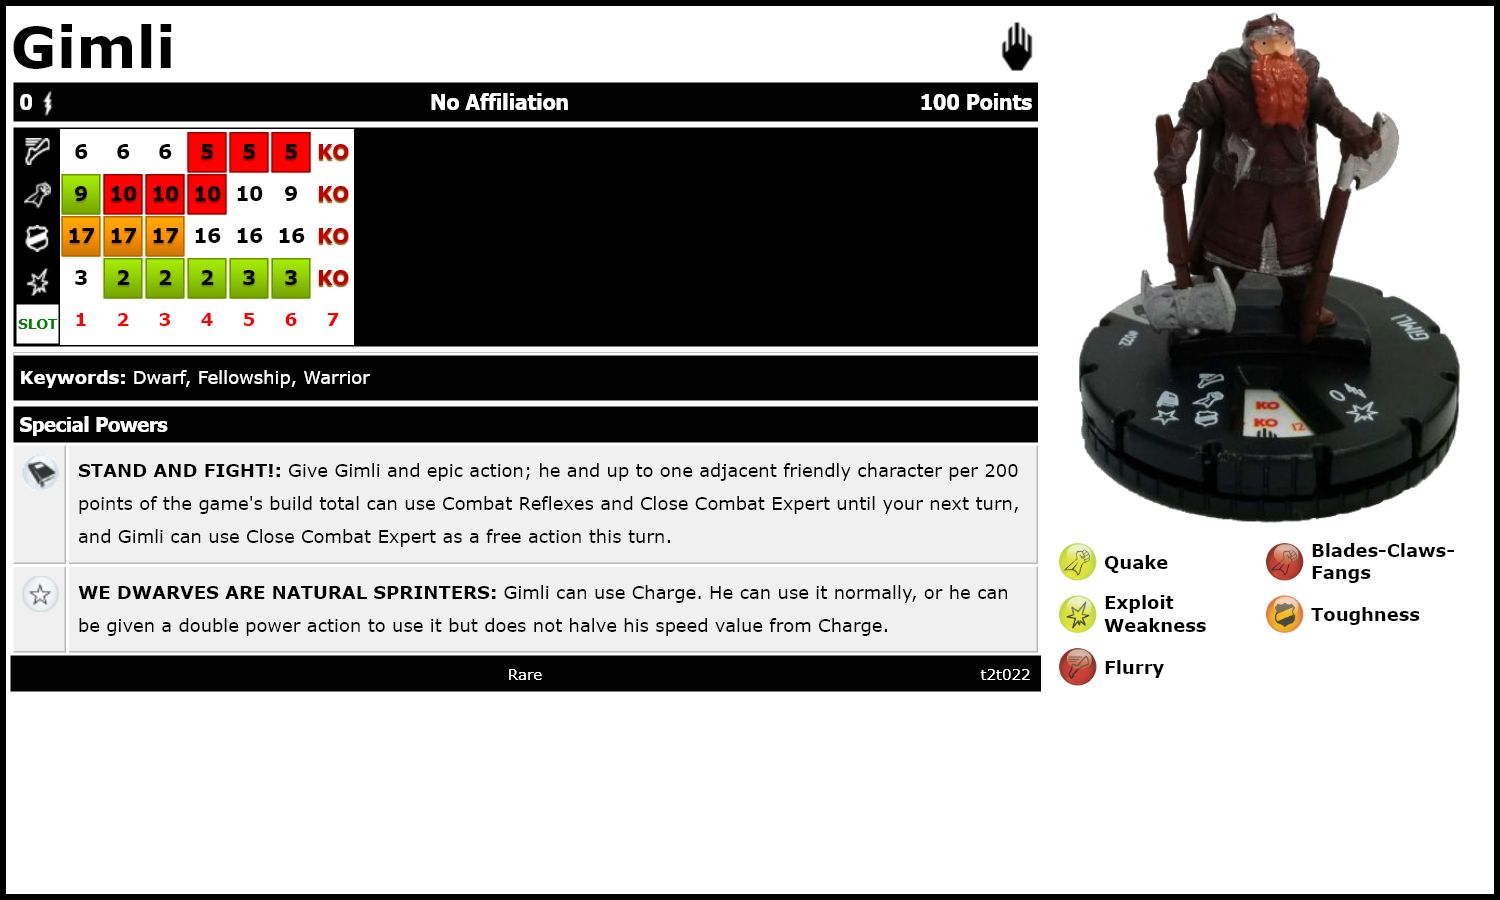 Gimli
0 No Affiliation 100 Points
6 6 6 5 5 5 KO
9 10 10 10 10 9 KO
17 17 17 16 16 16 KO
3 2 2 2 3 3 KO
SLOT 1 2 3 4 5 6 7
Keywords: Dwarf, Fellowship, Warrior
Special Powers
STAND AND FIGHT!: Give Gimli and epic action; he and up to one adjacent friendly character per 200
points of the game's build total can use Combat Reflexes and Close Combat Expert until your next turn,
and Gimli can use Close Combat Expert as a free action this turn.
WE DWARVES ARE NATURAL SPRINTERS: Gimli can use Charge. He can use it normally, or he can
be given a double power action to use it but does not halve his speed value from Charge.
Rare t2t022
GIMLI
#022
0
KO
KO
12
Quake
Blades-Claws-
Fangs
Exploit
Weakness
Toughness
Flurry